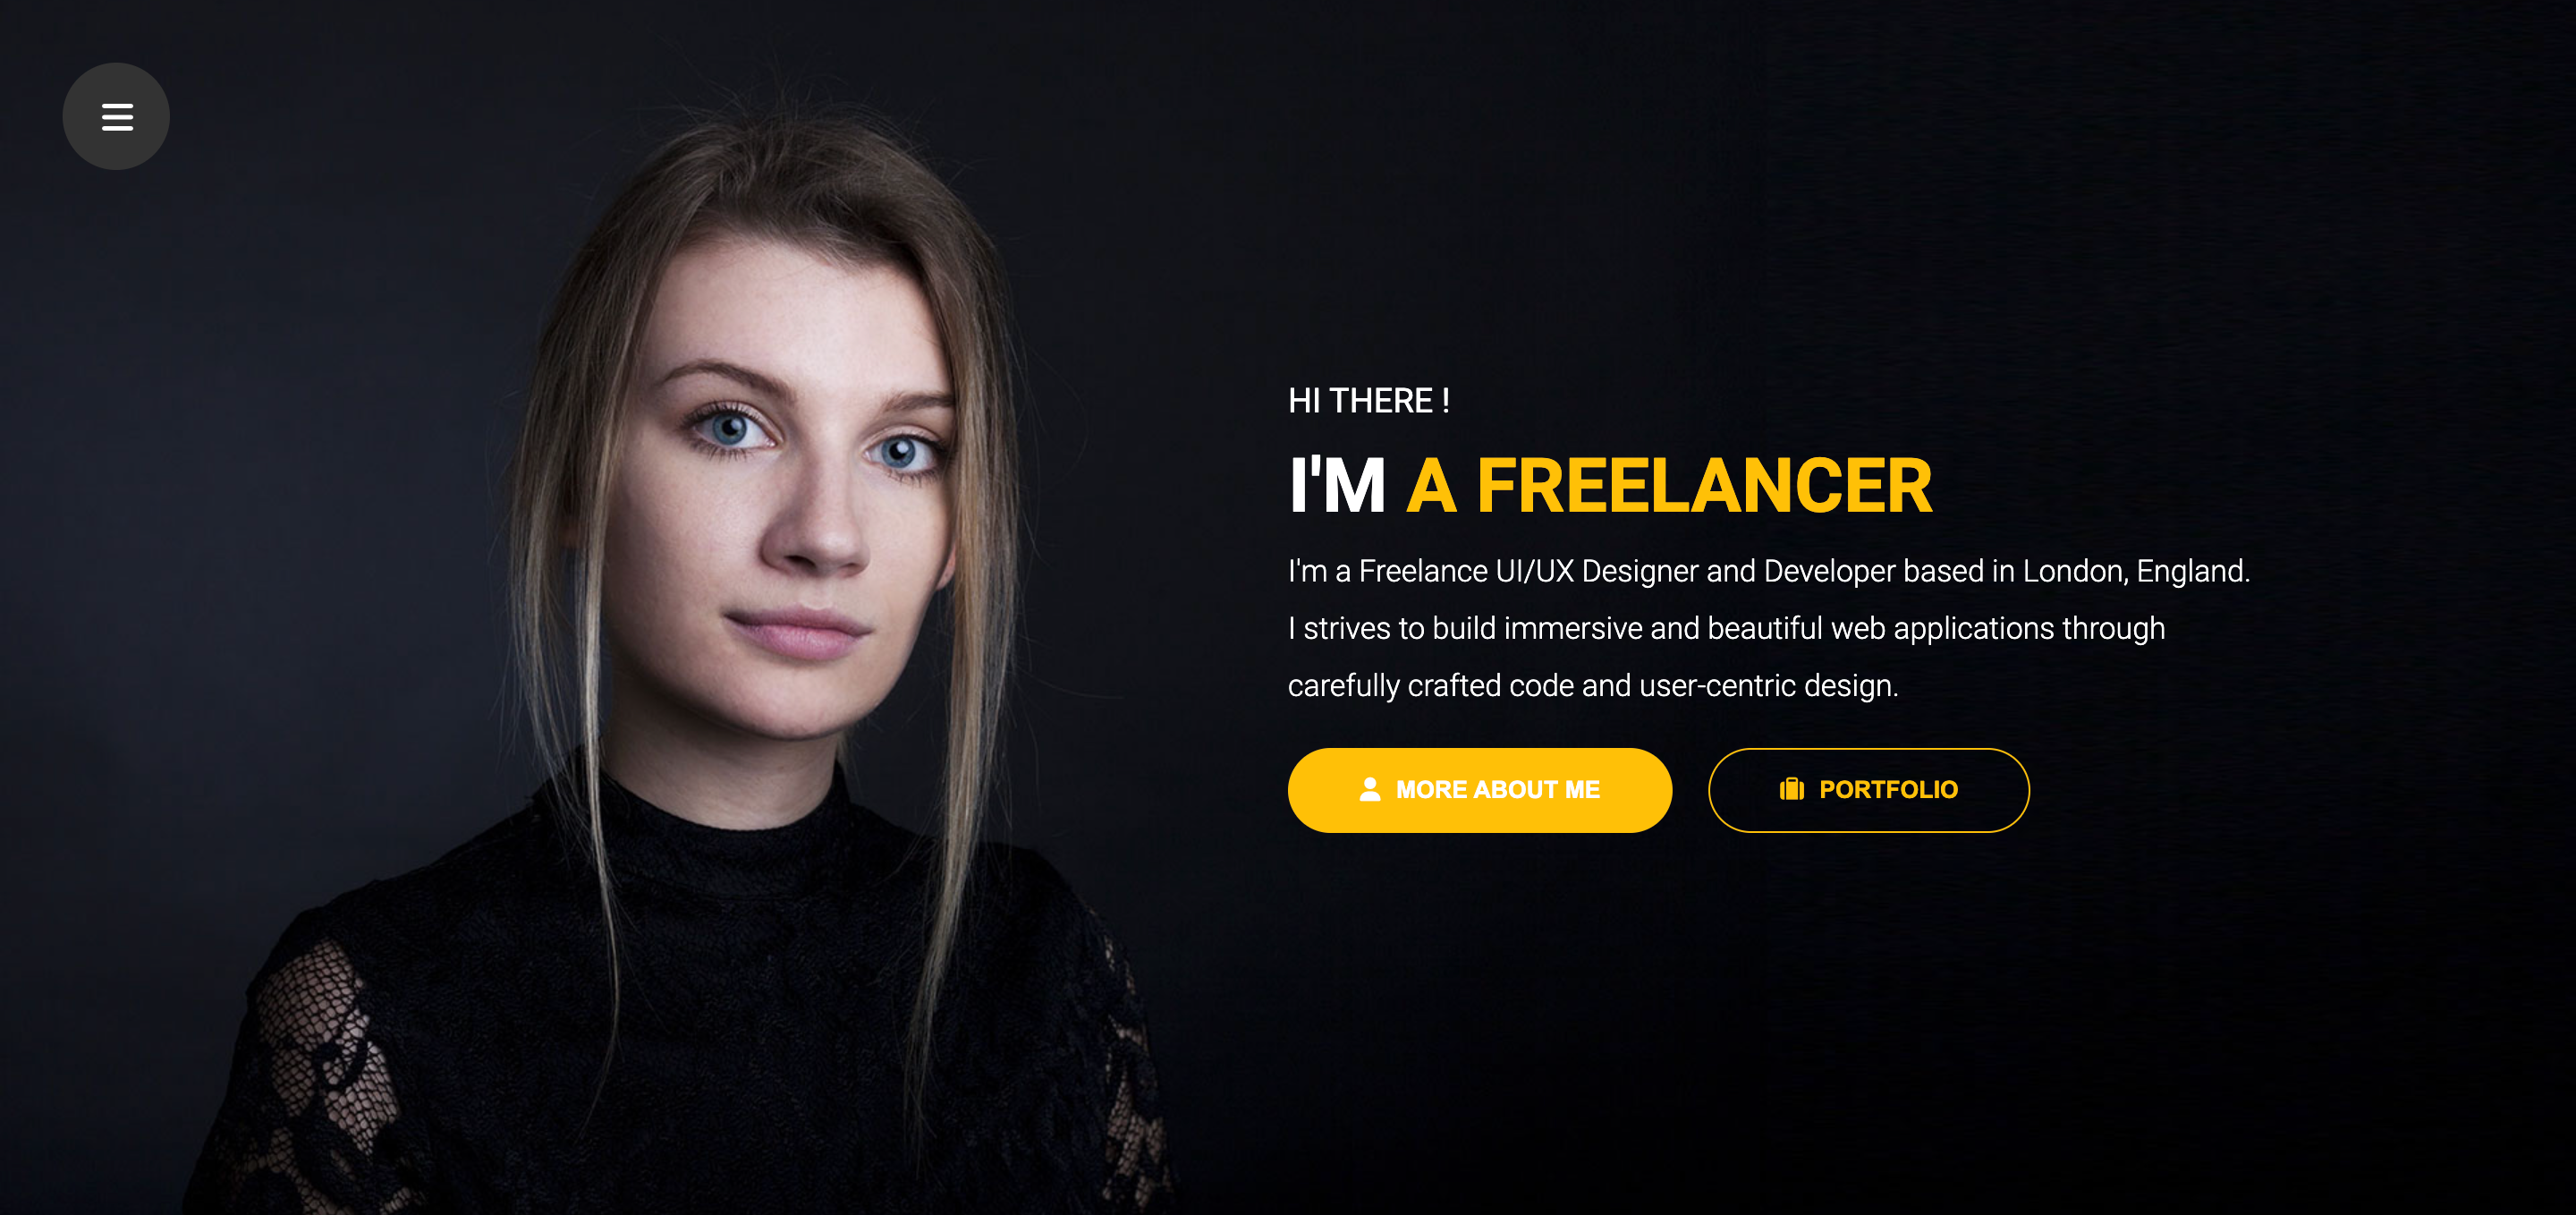 HI THERE !
I'M A FREELANCER
I'm a Freelance UI/UX Designer and Developer based in London, England.
I strives to build immersive and beautiful web applications through
carefully crafted code and user-centric design.
MORE ABOUT ME
PORTFOLIO